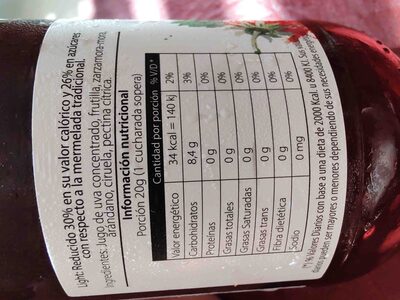 Light: Reducido 30% en su valor calórico y 26% en azúcares
con respecto a la mermelada tradicional.
Ingredientes: Jugo de uva concentrado, frutilla, zarzamora-mora,
arándano, ciruela, pectina cítrica.
Información nutricional
Porción 20g (1 cucharada sopera)
Cantidad por porción % V/D*
Valor energético 34 kcal = 140 kj 2%
Carbohidratos 8,4 g 3%
Proteínas 0 g 0%
Grasas totales 0 g 0%
Grasas Saturadas 0 g 0%
Grasas trans 0 g 0%
Fibra dietética 0 g 0%
Sodio 0 mg 0%
(*) % Valores Diarios con base a una dieta de 2000 Kcal. u 8400 KJ. Sus valores
diarios pueden ser mayores o menores dependiendo de sus necesidades